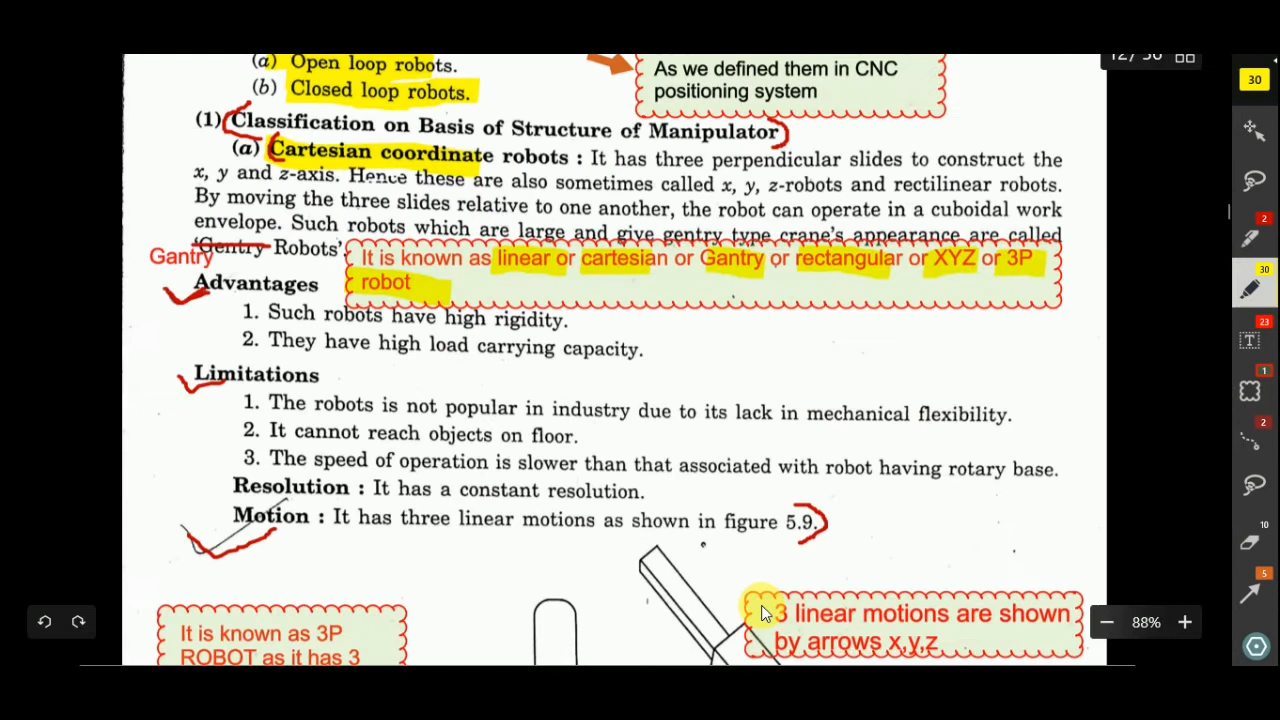 (a) Open loop robots.
(b) Closed loop robots.
As we defined them in CNC
positioning system
12/30
(1) Classification on Basis of Structure of Manipulator
(a) Cartesian coordinate robots : It has three perpendicular slides to construct the
x, y and z-axis. Hence these are also sometimes called x, y, z-robots and rectilinear robots.
By moving the three slides relative to one another, the robot can operate in a cuboidal work
envelope. Such robots which are large and give gentry type crane's appearance are called
'Gentry Robots'.
Gantry
It is known as linear or cartesian or Gantry or rectangular or XYZ or 3P
robot
Advantages
1. Such robots have high rigidity.
2. They have high load carrying capacity.
Limitations
1. The robots is not popular in industry due to its lack in mechanical flexibility.
2. It cannot reach objects on floor.
3. The speed of operation is slower than that associated with robot having rotary base.
Resolution : It has a constant resolution.
Motion : It has three linear motions as shown in figure 5.9.
It is known as 3P
ROBOT as it has 3
3 linear motions are shown
by arrows x,y,z
88%
30
2
30
23
1
2
10
5